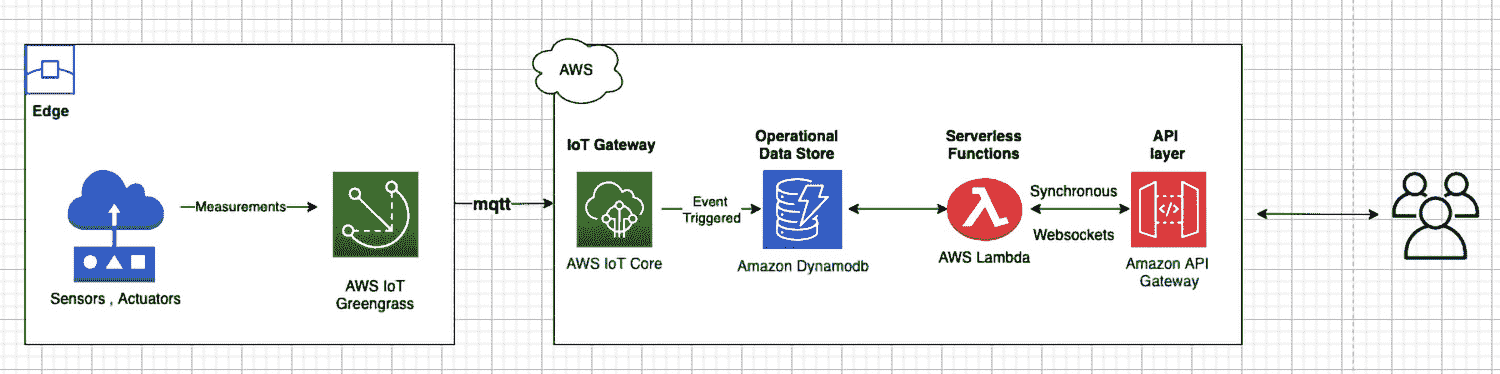 Edge
Measurements
Sensors , Actuators
AWS IoT
Greengrass
mqtt
AWS
IoT Gateway
AWS IoT Core
Event
Triggered
Operational
Data Store
Amazon Dynamodb
Serverless
Functions
AWS Lambda
Synchronous
Websockets
API
layer
</>
Amazon API
Gateway